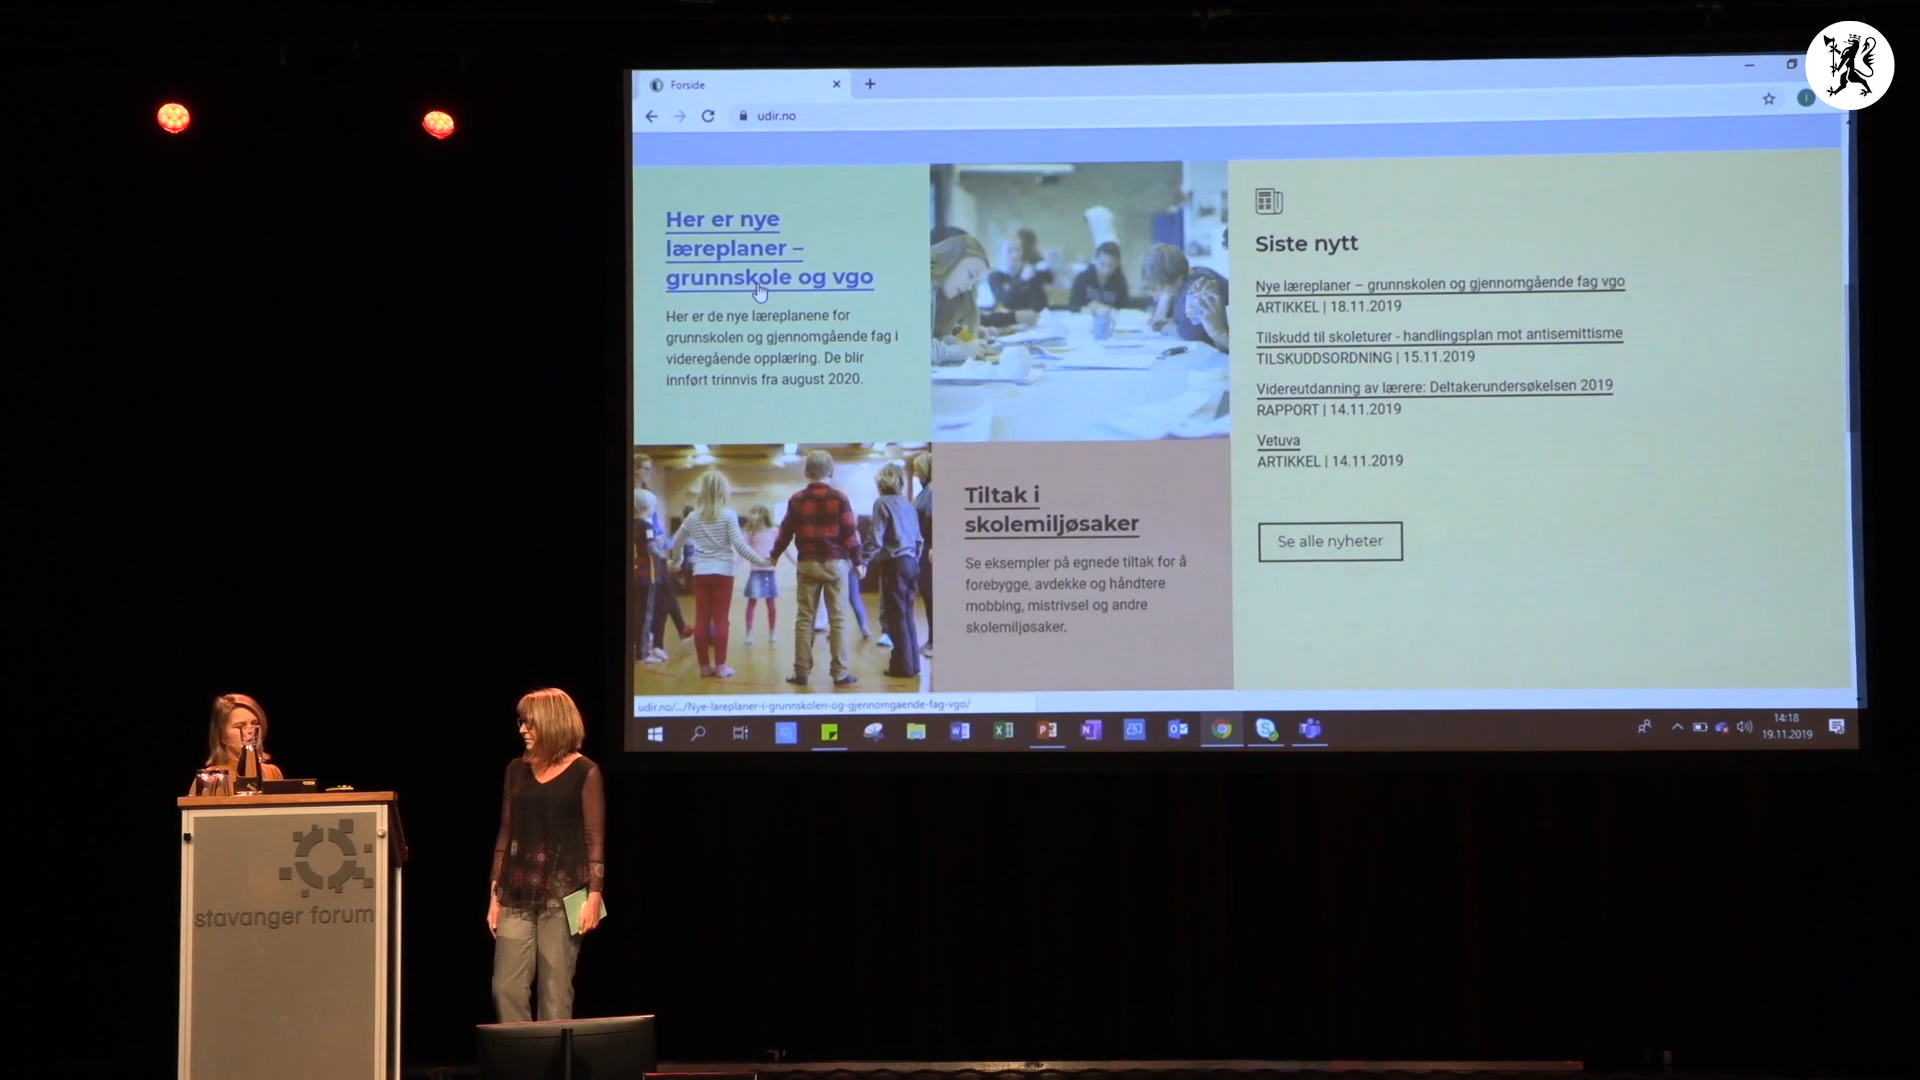 Forside
udir.no
Her er nye
læreplaner –
grunnskole og vgo
Her er de nye læreplanene for
grunnskolen og gjennomgående fag i
videregående opplæring. De blir
innført trinnvis fra august 2020.
Tiltak i
skolemiljøsaker
Se eksempler på egnede tiltak for å
forebygge, avdekke og håndtere
mobbing, mistrivsel og andre
skolemiljøsaker.
Siste nytt
Nye læreplaner – grunnskolen og gjennomgående fag vgo
ARTIKKEL | 18.11.2019
Tilskudd til skoleturer - handlingsplan mot antisemittisme
TILSKUDDSORDNING | 15.11.2019
Videreutdanning av lærere: Deltakerundersøkelsen 2019
RAPPORT | 14.11.2019
Vetuva
ARTIKKEL | 14.11.2019
Se alle nyheter
udir.no/.../Nye-lareplaner-i-grunnskolen-og-gjennomgaende-fag-vgo/
14:18
19.11.2019
stavanger forum